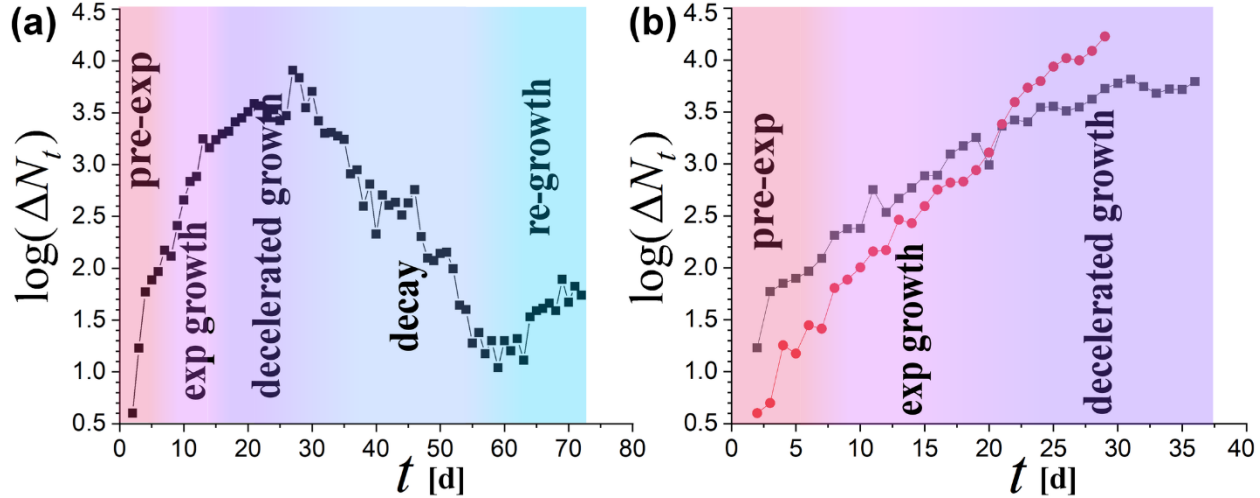 (a)
4.5
4.0
3.5
3.0
2.5
2.0
1.5
1.0
0.5
log(ΔN_t)
pre-exp
exp growth
decelerated growth
decay
re-growth
0 10 20 30 40 50 60 70 80
t [d]
(b)
4.5
4.0
3.5
3.0
2.5
2.0
1.5
1.0
0.5
log(ΔN_t)
pre-exp
exp growth
decelerated growth
0 5 10 15 20 25 30 35 40
t [d]